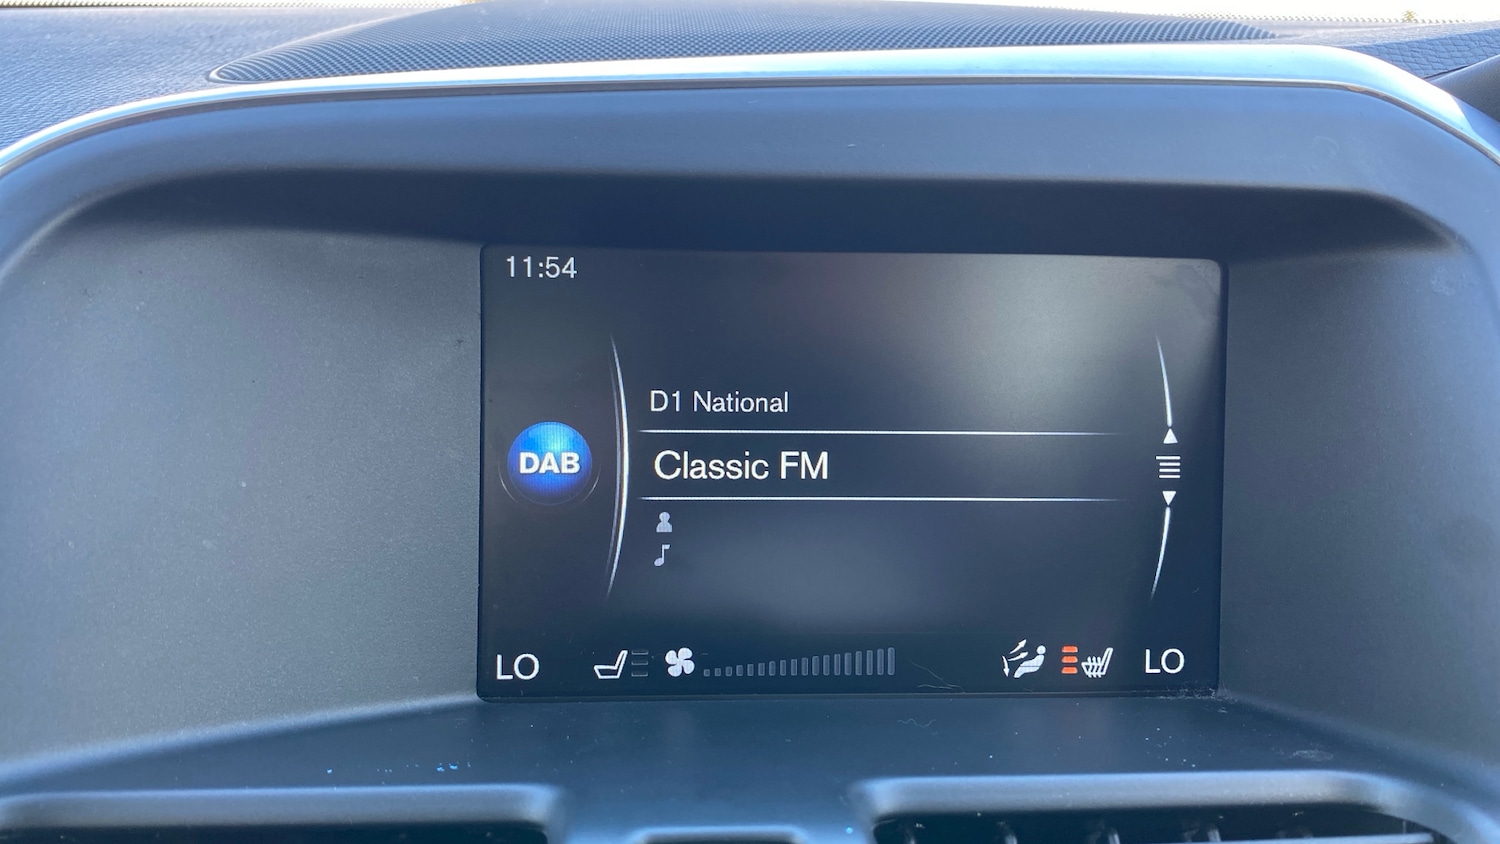 11:54
D1 National
DAB
Classic FM
LO
LO